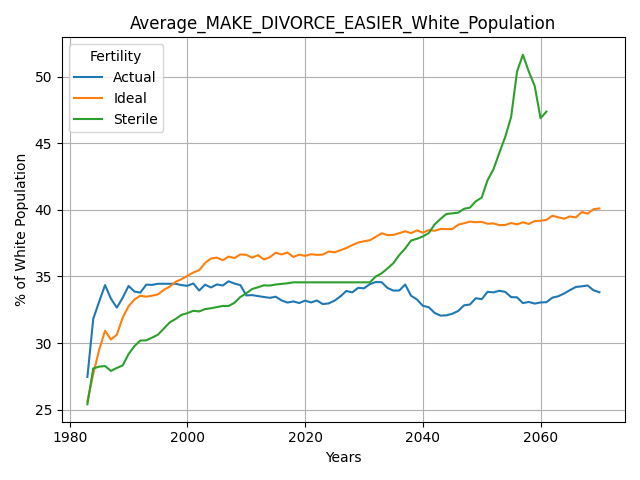 Average_MAKE_DIVORCE_EASIER_White_Population
Fertility
Actual
Ideal
Sterile
% of White Population
50
45
40
35
30
25
1980
2000
2020
2040
2060
Years